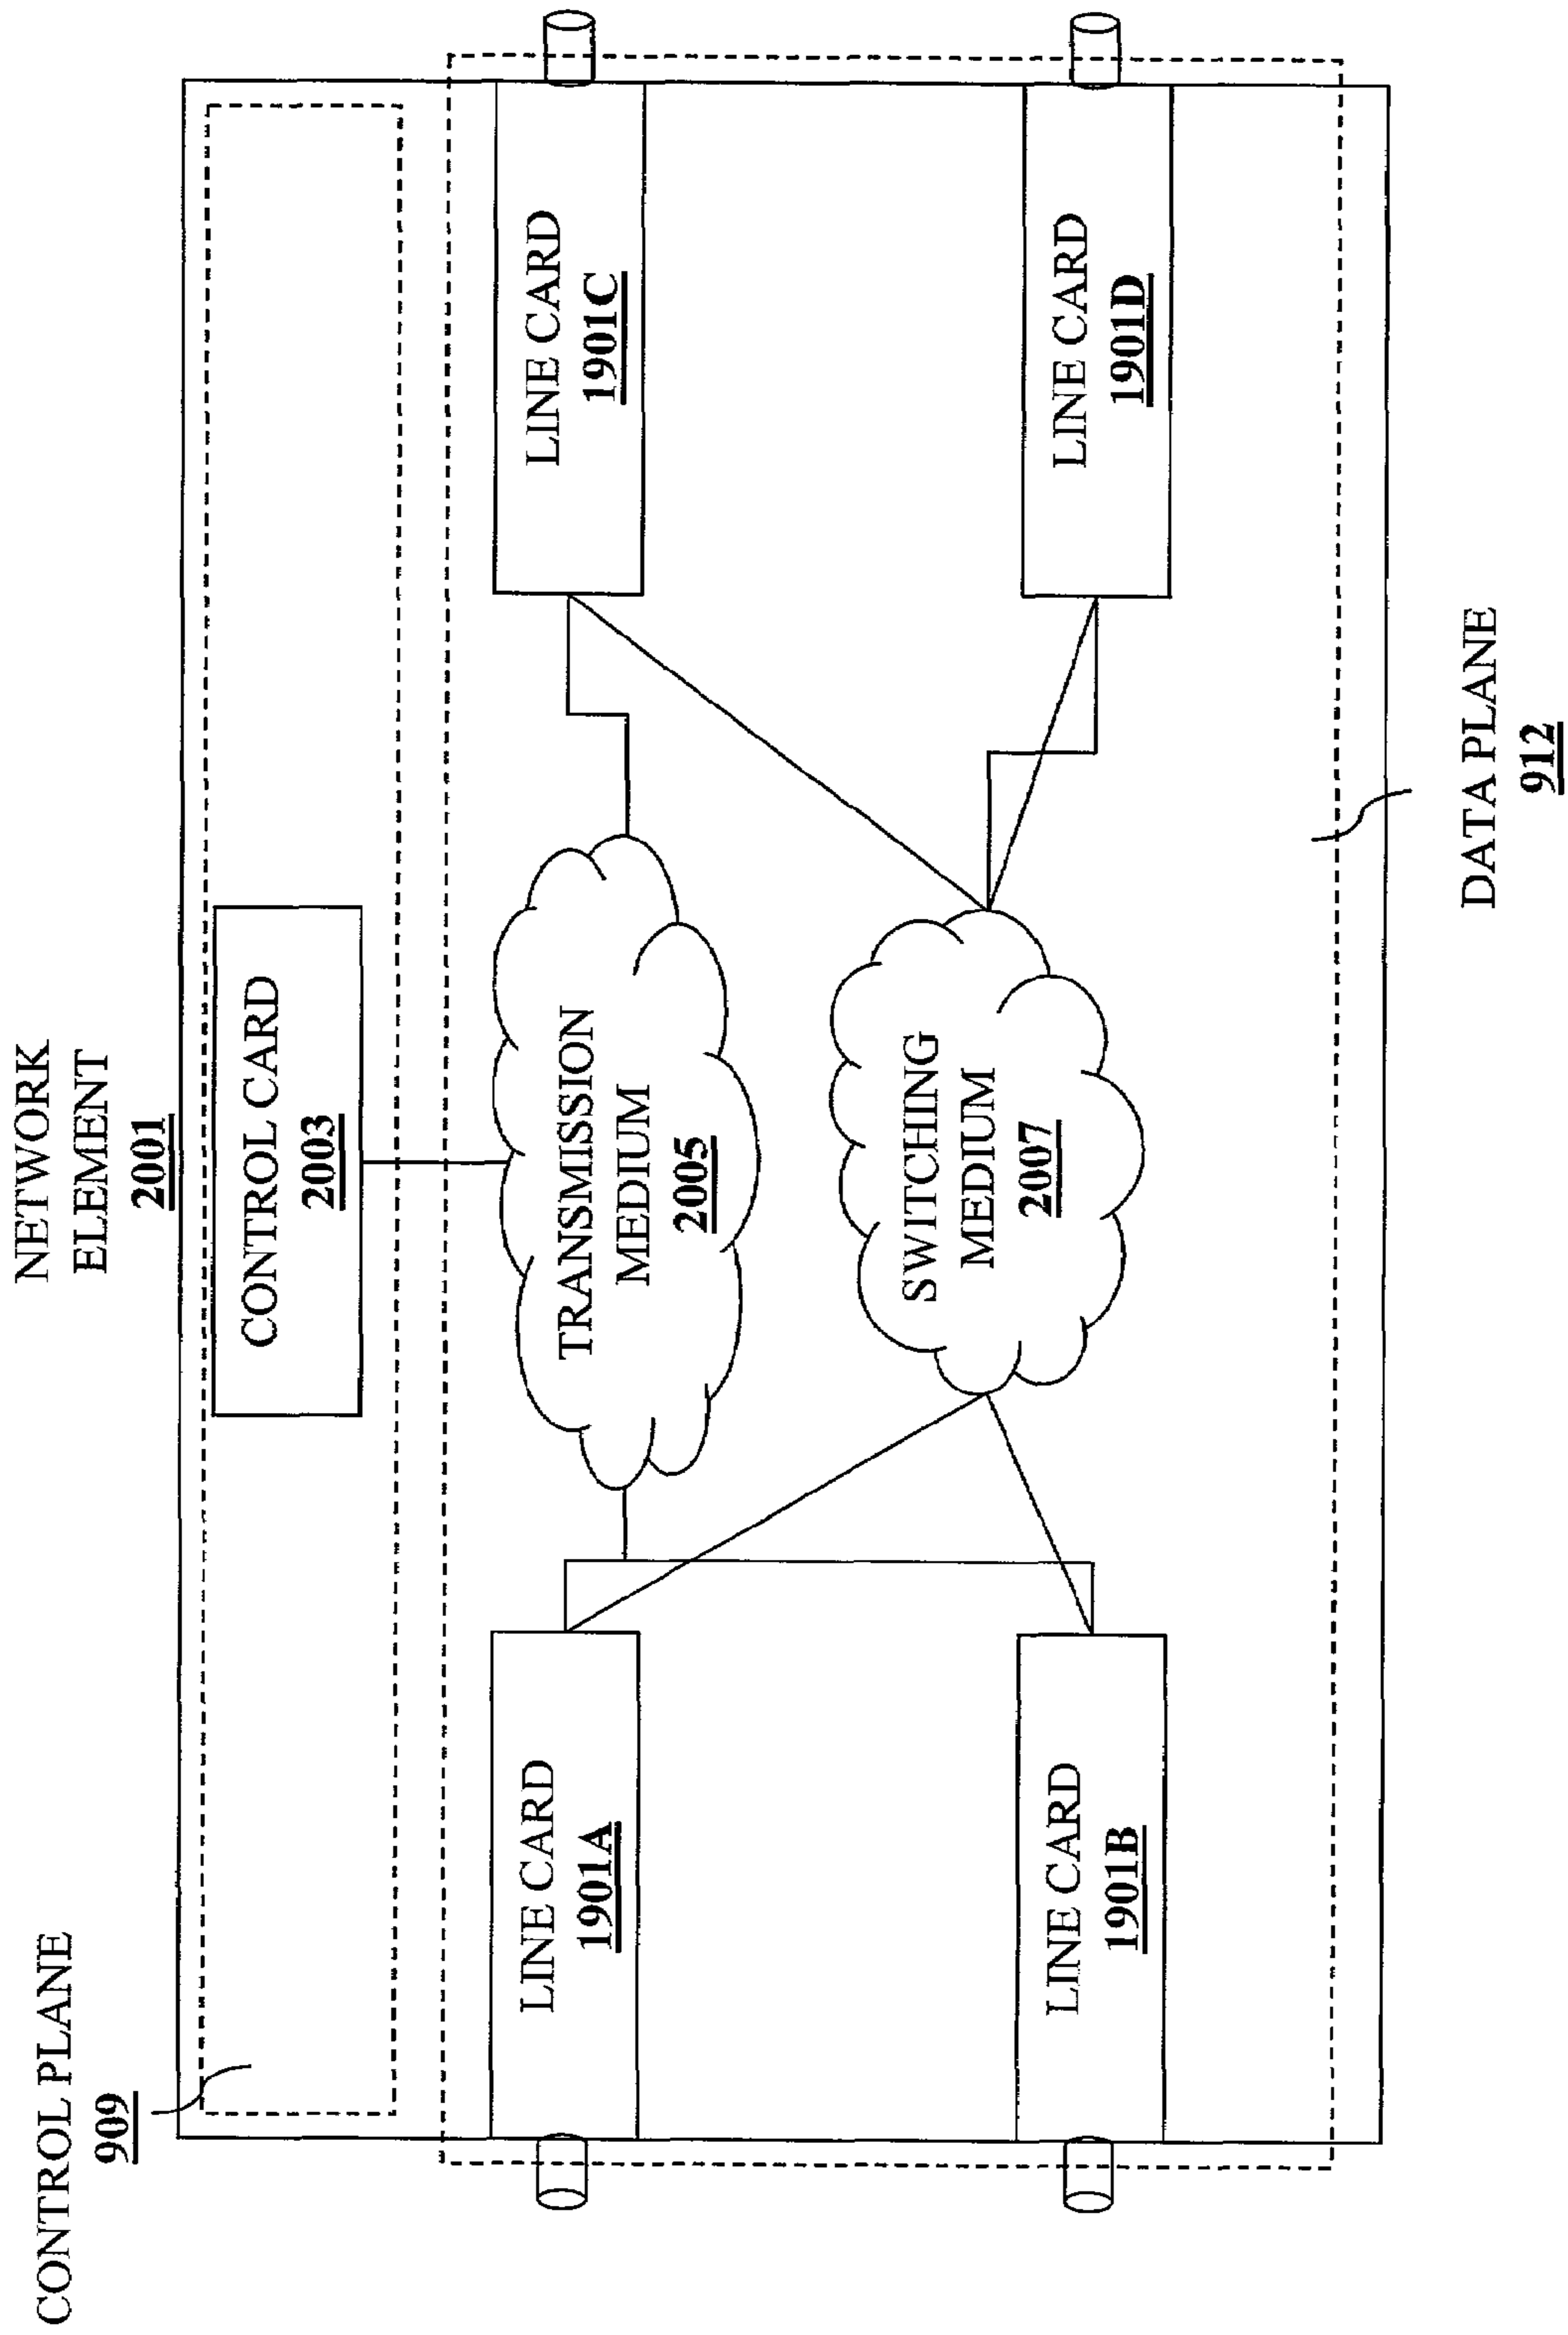 NETWORK
ELEMENT
2001
CONTROL PLANE
909
CONTROL CARD
2003
LINE CARD
1901A
TRANSMISSION
MEDIUM
2005
LINE CARD
1901C
SWITCHING
MEDIUM
2007
LINE CARD
1901B
LINE CARD
1901D
DATA PLANE
912